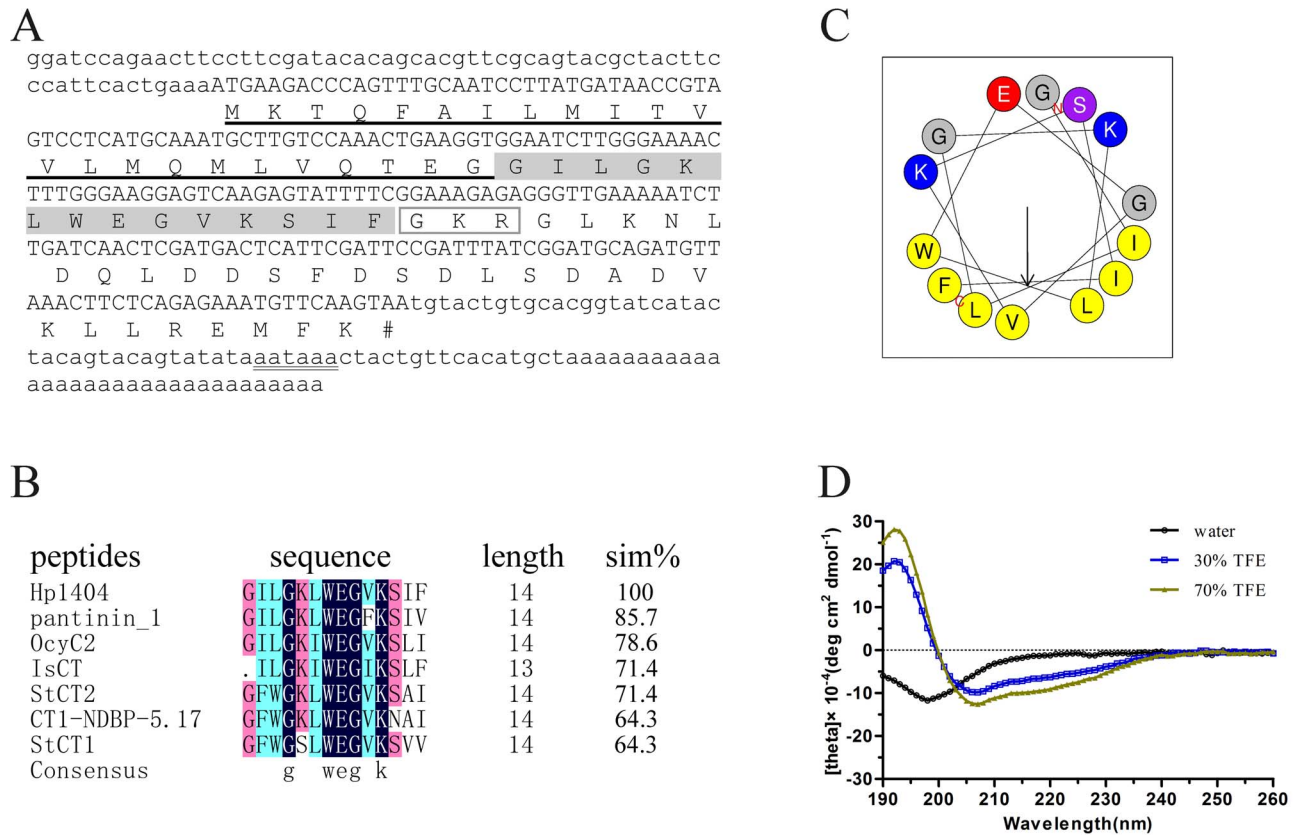 A
ggatccagaacttccttcgatacacagcacgttcgcagtacgctacttc
ccattcactgaaaATGAAGACCCAGTTTGCAATCCTTATGATAACCGTA
M K T Q F A I L M I T V
GTCCTCATGCAAATGCTTGTCCAAACTGAAGGTGGAATCTTGGGAAAAC
V L M Q M L V Q T E G G I L G K
TTTGGGAAGGAGTCAAGAGTATTTTCGGAAAGAGAGGGTTGAAAAATCT
L W E G V K S I F G K R G L K N L
TGATCAACTCGATGACTCATTCGATTCCGATTTATCGGATGCAGATGTT
D Q L D D S F D S D L S D A D V
AAACTTCTCAGAGAAATGTTCAAGTAAtgtactgtgcacggtatcatac
K L L R E M F K #
tacagtacagtatatataataaactactgttcacatgctaaaaaaaaaaa
aaaaaaaaaaaaaaaaaaaaa
B
peptides sequence length sim%
Hp1404 GILGKLWEGVKSIF 14 100
pantinin_1 GILGKLWEGFKSIV 14 85.7
OcyC2 GILGKIWEGVKSLI 14 78.6
IsCT .ILGKIWEGIKSLF 13 71.4
StCT2 GFWGKLWEGVKSAI 14 71.4
CT1-NDBP-5.17 GFWGKLWEGVKNAI 14 64.3
StCT1 GFWGSLWEGVKSVV 14 64.3
Consensus g weg k
C
E G N S
G K
K
G
W I
F I
C L L
V
D
water
30% TFE
70% TFE
[theta]× 10⁻⁴(deg cm2 dmol⁻¹)
30
20
10
0
-10
-20
-30
190 200 210 220 230 240 250 260
Wavelength(nm)